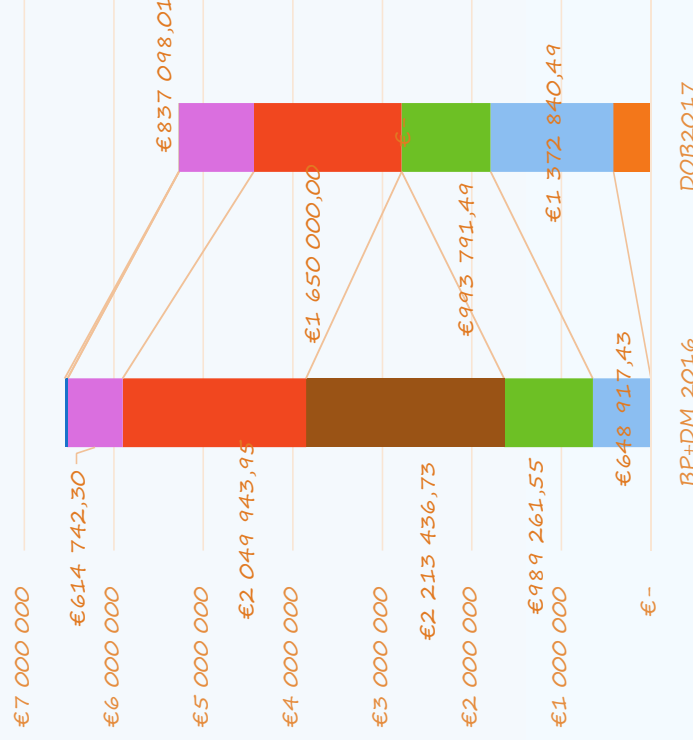 €7 000 000
€6 000 000
€5 000 000
€4 000 000
€3 000 000
€2 000 000
€1 000 000
€-
€614 742,30
€2 049 943,95
€2 213 436,73
€989 261,55
€648 917,43
BP+DM 2016
€837 098,01
€1 650 000,00
€
€993 791,49
€1 372 840,49
DOB2017